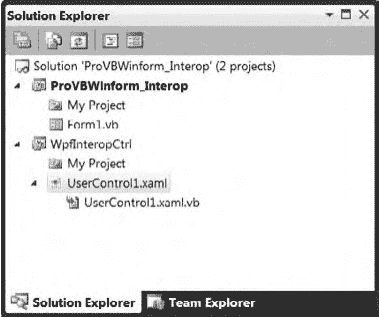 Solution Explorer
Solution 'ProVBWinform_Interop' (2 projects)
ProVBWinform_Interop
My Project
Form1.vb
WpfInteropCtrl
My Project
UserControl1.xaml
UserControl1.xaml.vb
Solution Explorer Team Explorer